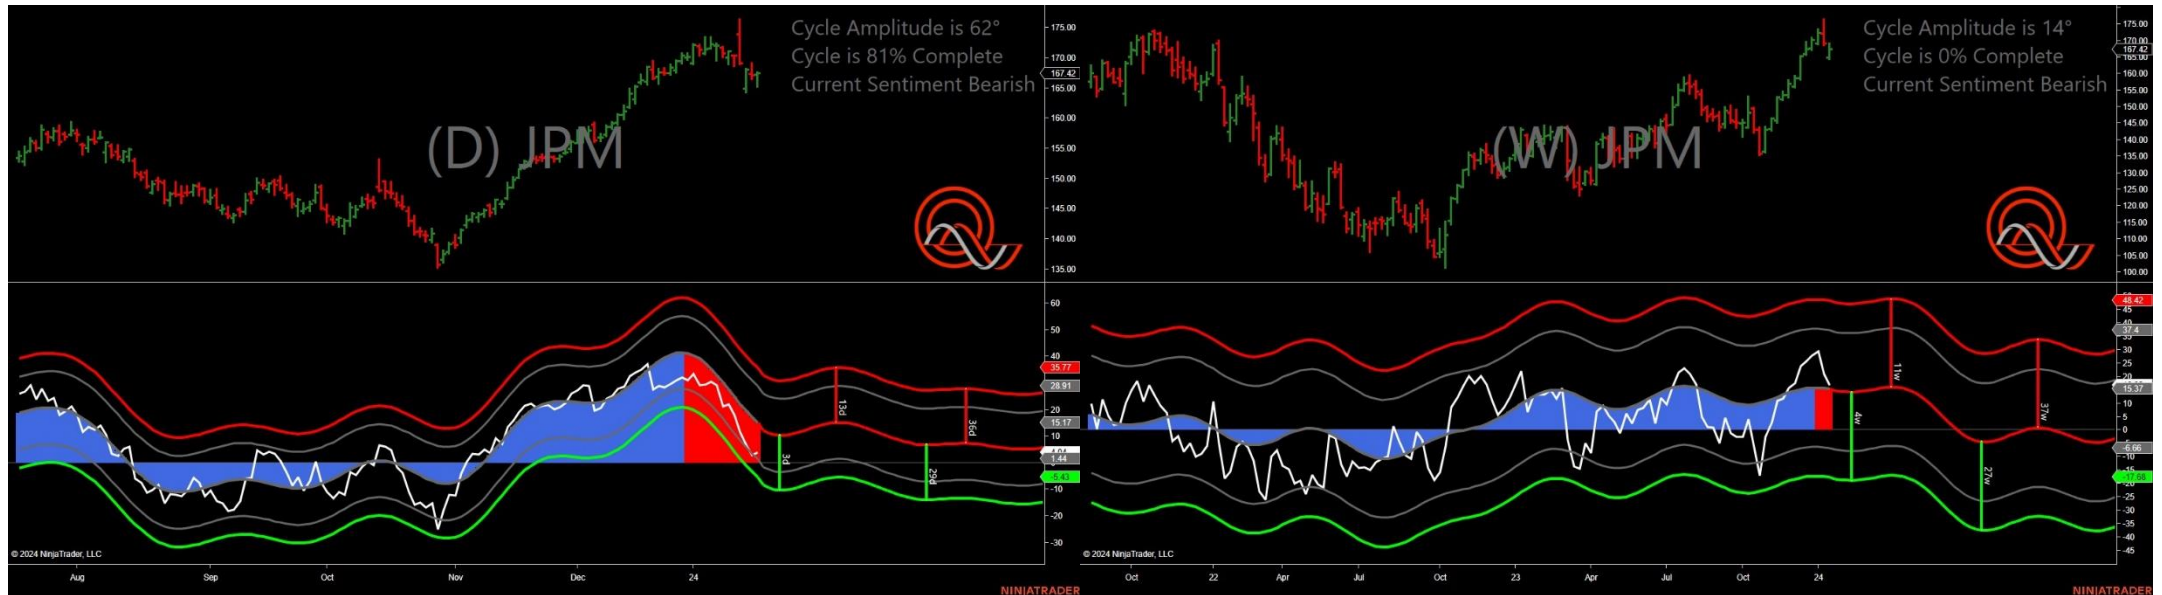 Cycle Amplitude is 62°
Cycle is 81% Complete
Current Sentiment Bearish
(D) JPM
175.00
170.00
167.42
165.00
160.00
155.00
150.00
145.00
140.00
135.00
60
50
40
35.77
28.91
20
15.17
10
1.44
-5.43
-10
-20
-30
13d
36d
3d
29d
© 2024 NinjaTrader, LLC
Aug
Sep
Oct
Nov
Dec
24
NINJATRADER
Cycle Amplitude is 14°
Cycle is 0% Complete
Current Sentiment Bearish
(W) JPM
175.00
170.00
167.42
165.00
160.00
155.00
150.00
145.00
140.00
135.00
130.00
125.00
120.00
115.00
110.00
105.00
100.00
48.42
45
40
37.4
30
25
20
15.37
10
5
0
-6.66
-10
-15
-17.68
-25
-30
-35
-40
-45
11w
37w
4w
27w
© 2024 NinjaTrader, LLC
Oct
22
Apr
Jul
Oct
23
Apr
Jul
Oct
24
NINJATRADER